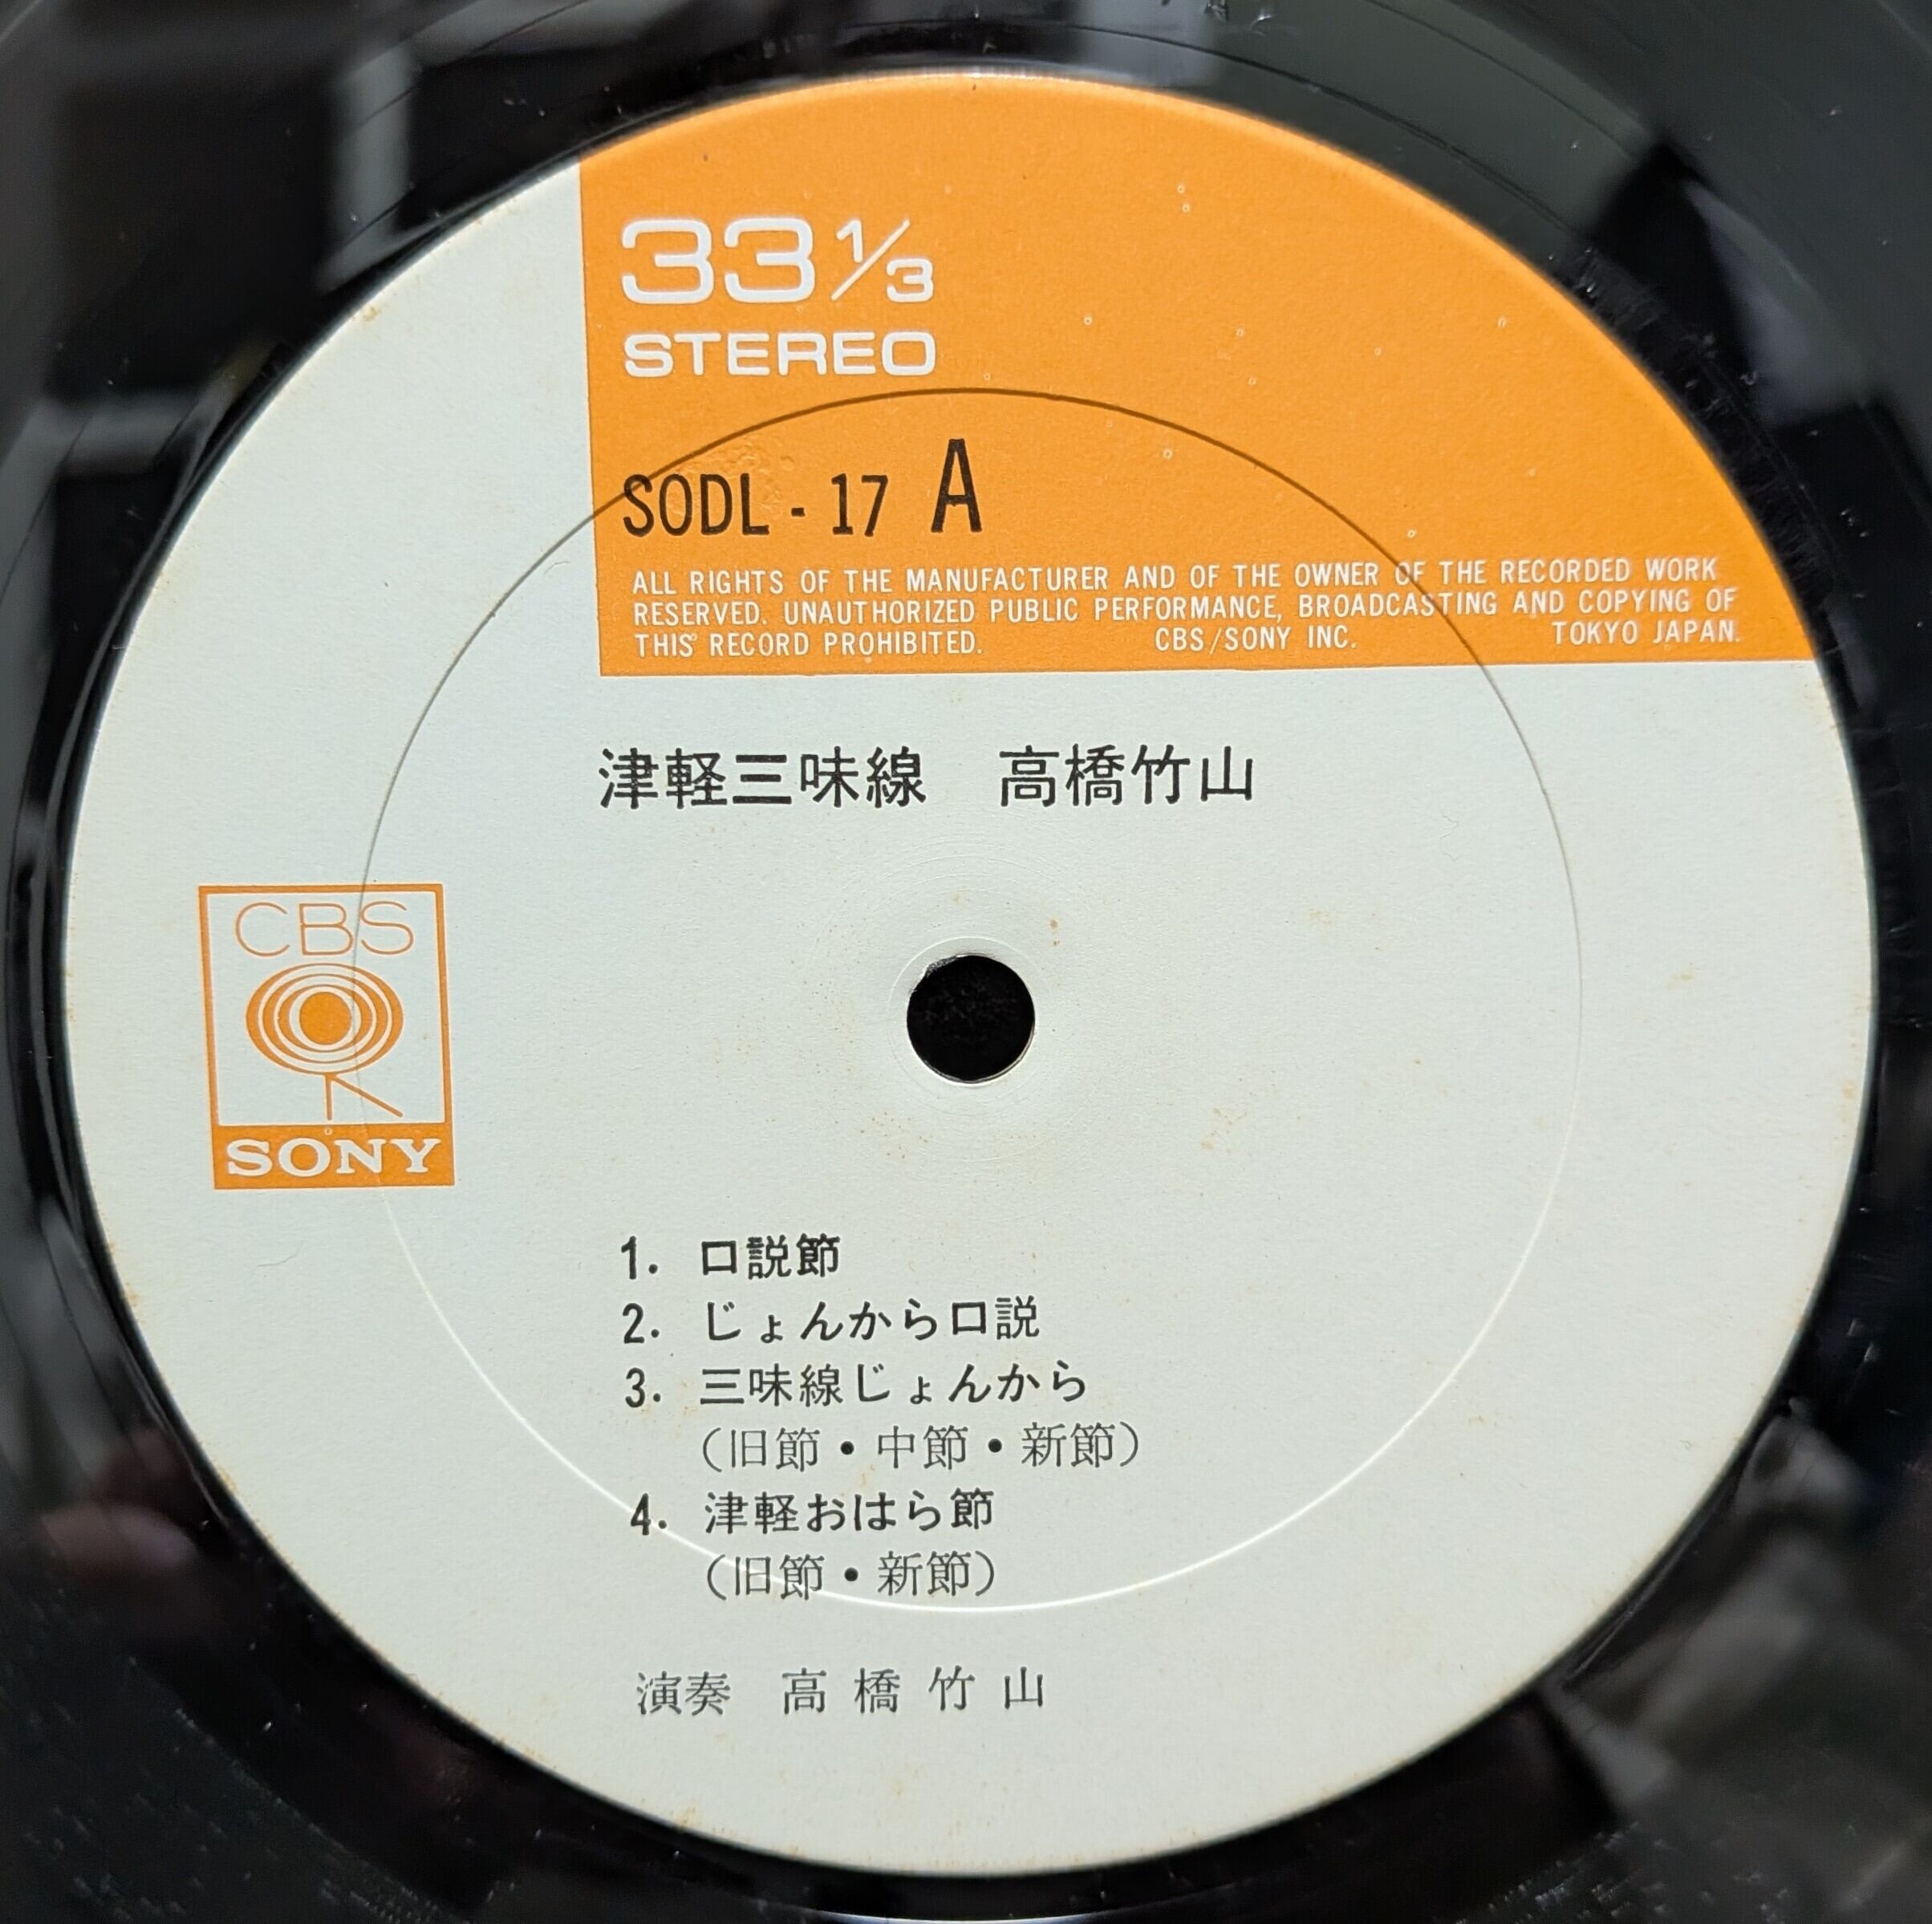 33 1/3
STEREO
SODL - 17 A
ALL RIGHTS OF THE MANUFACTURER AND OF THE OWNER OF THE RECORDED WORK
RESERVED. UNAUTHORIZED PUBLIC PERFORMANCE, BROADCASTING AND COPYING OF
THIS RECORD PROHIBITED. CBS/SONY INC. TOKYO JAPAN.
津軽三味線 高橋竹山
CBS
SONY
1. 口説節
2. じょんから口説
3. 三味線じょんから
(旧節・中節・新節)
4. 津軽おはら節
(旧節・新節)
演奏 高橋竹山